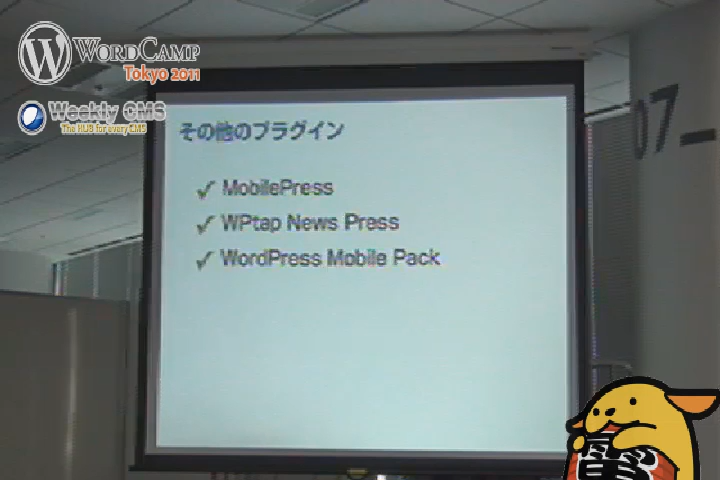 WORDCAMP
Tokyo 2011
Weekly CMS
The HUB for every CMS
その他のプラグイン
✓ MobilePress
✓ WPtap News Press
✓ WordPress Mobile Pack
07